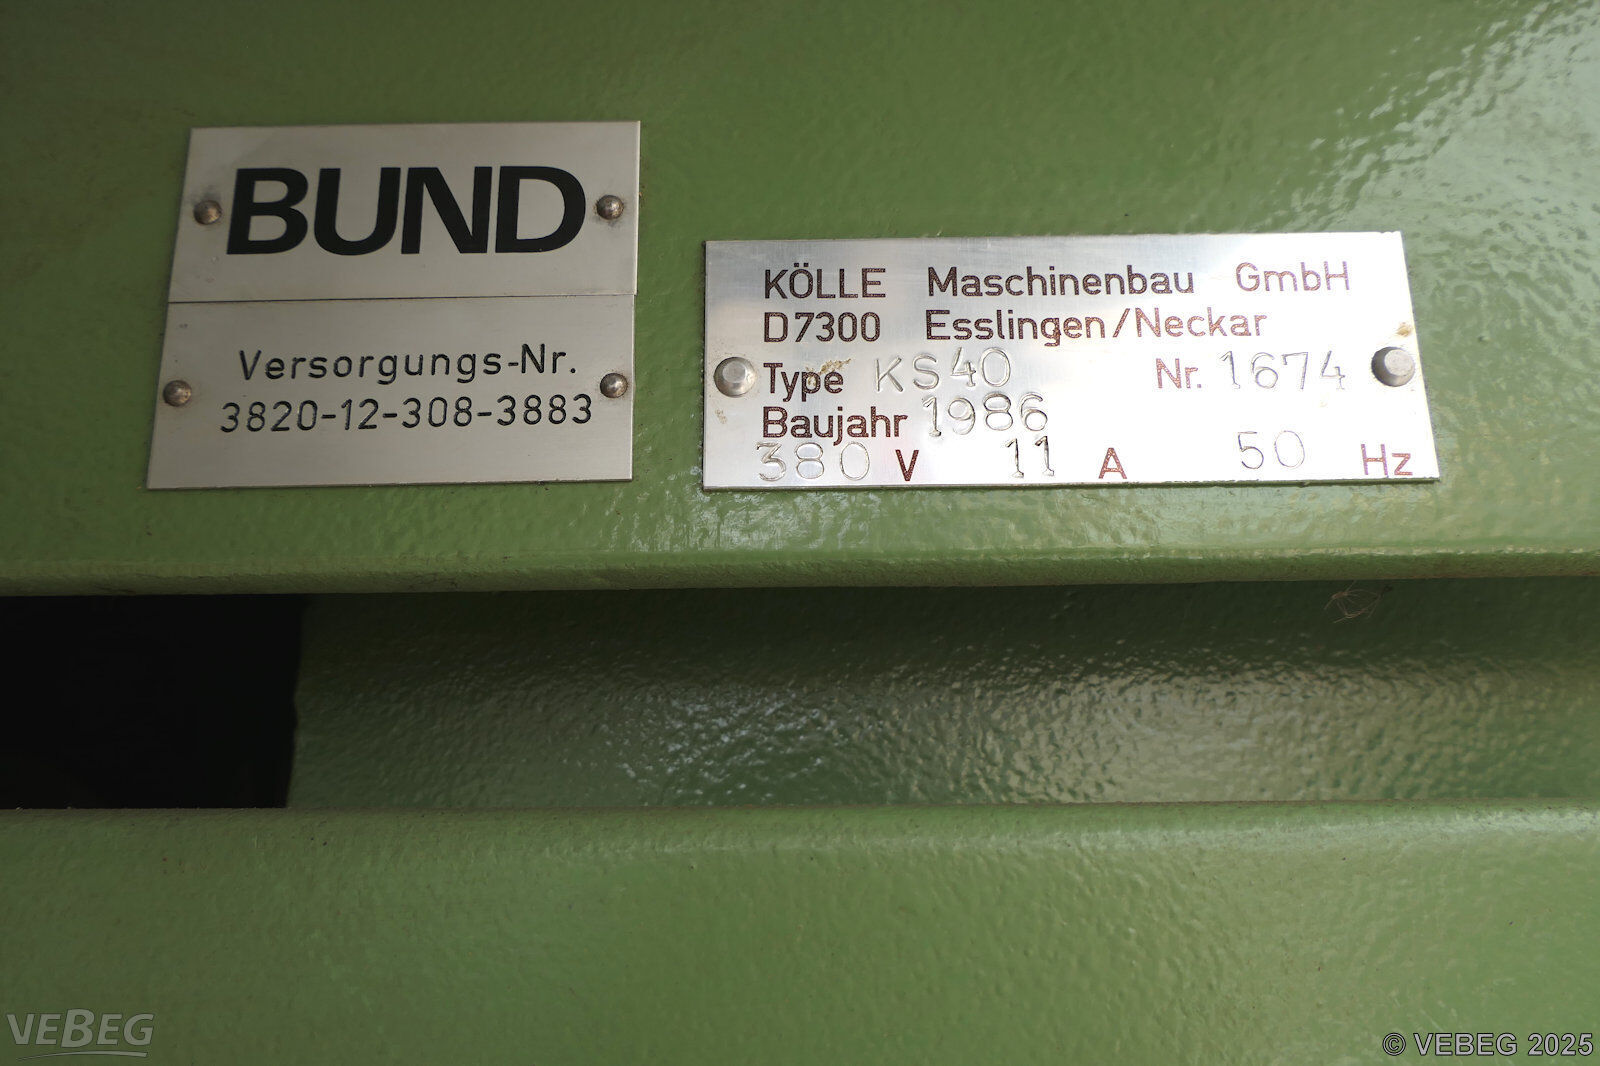 BUND
Versorgungs-Nr.
3820-12-308-3883
KÖLLE Maschinenbau GmbH
D7300 Esslingen/Neckar
Type KS40 Nr. 1674
Baujahr 1986
380 V 11 A 50 Hz
VEBEG
© VEBEG 2025